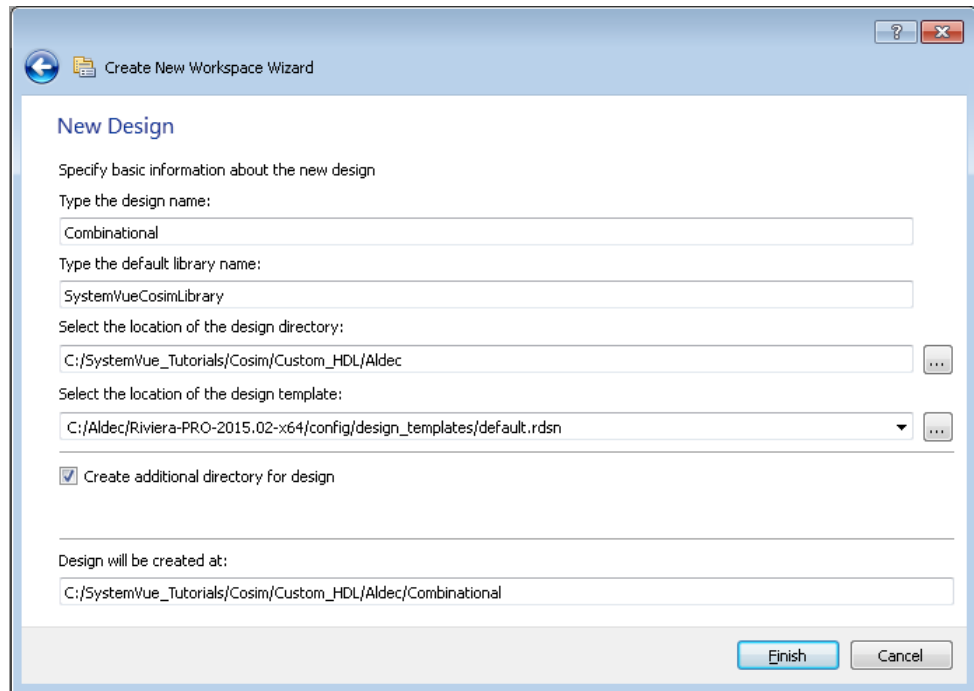 ?
Create New Workspace Wizard
New Design
Specify basic information about the new design
Type the design name:
Combinational
Type the default library name:
SystemVueCosimLibrary
Select the location of the design directory:
C:/SystemVue_Tutorials/Cosim/Custom_HDL/Aldec
...
Select the location of the design template:
C:/Aldec/Riviera-PRO-2015.02-x64/config/design_templates/default.rdsn
...
Create additional directory for design
Design will be created at:
C:/SystemVue_Tutorials/Cosim/Custom_HDL/Aldec/Combinational
Finish Cancel